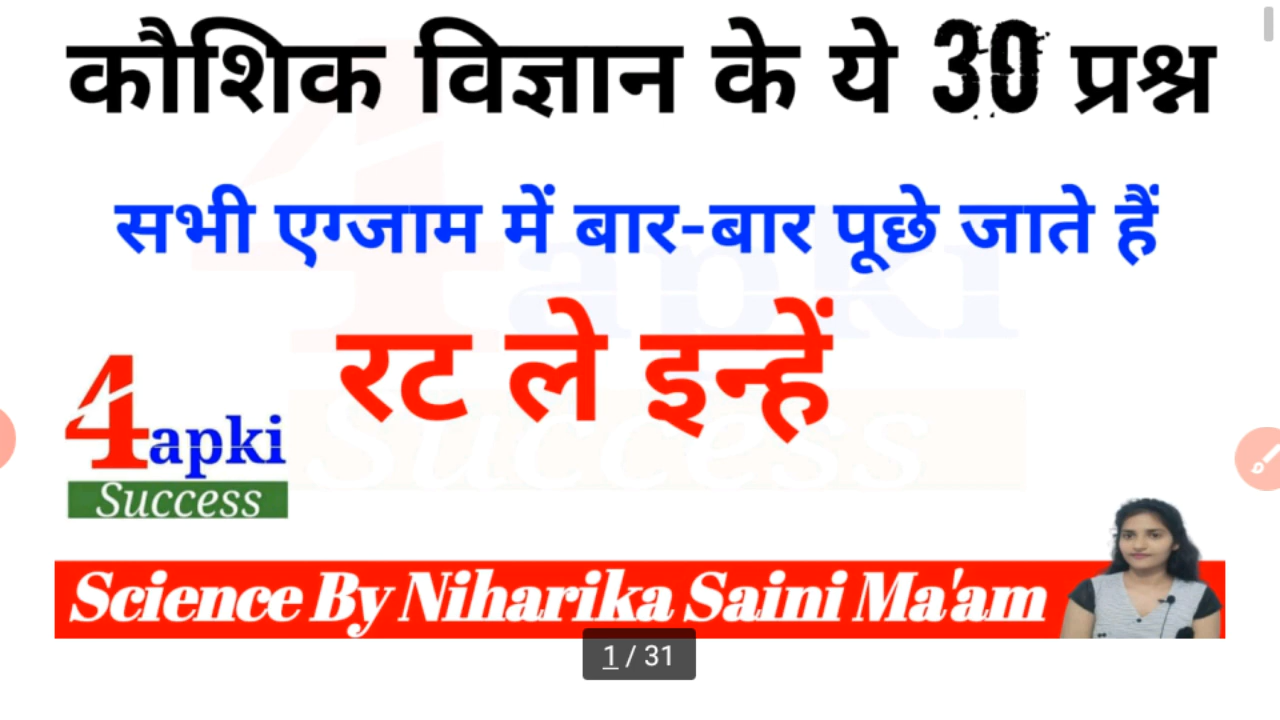 कौशिक विज्ञान के ये 30 प्रश्न
सभी एग्जाम में बार-बार पूछे जाते हैं
रट ले इन्हें
4apki
Success
Science By Niharika Saini Ma'am
1 / 31